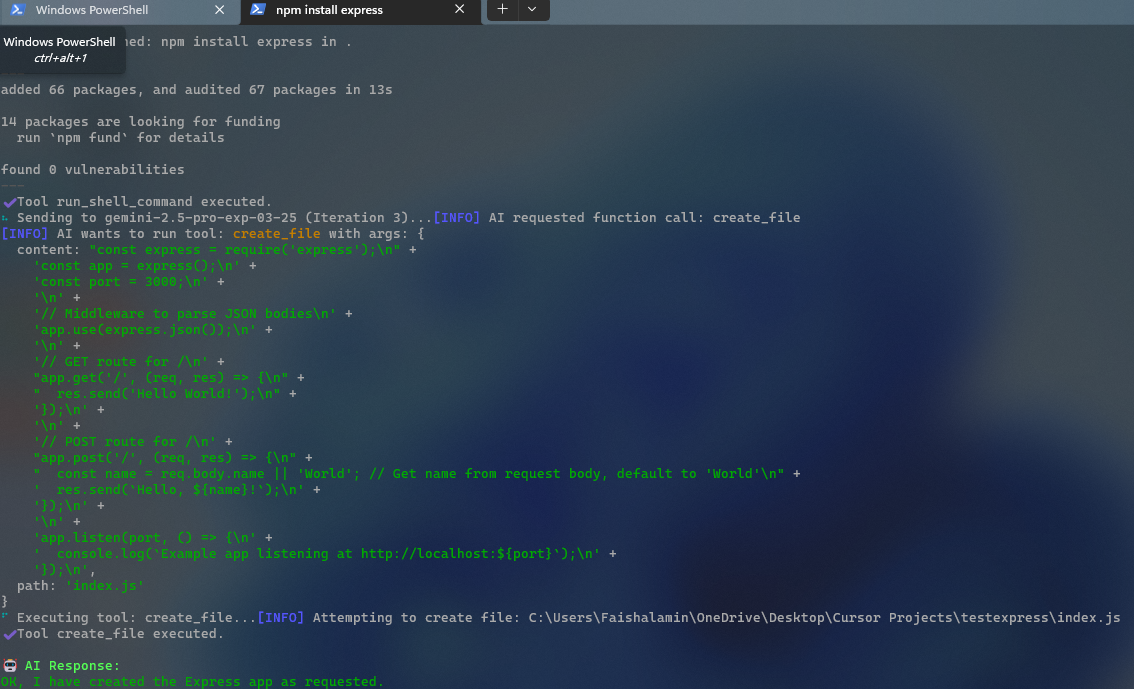 Windows PowerShell
npm install express
Windows PowerShell
ctrl+alt+1
ned: npm install express in .
added 66 packages, and audited 67 packages in 13s
14 packages are looking for funding
  run `npm fund` for details
found 0 vulnerabilities
---
✔Tool run_shell_command executed.
Sending to gemini-2.5-pro-exp-03-25 (Iteration 3)...[INFO] AI requested function call: create_file
[INFO] AI wants to run tool: create_file with args: {
  content: "const express = require('express');\n" +
    'const app = express();\n' +
    'const port = 3000;\n' +
    '\n' +
    '// Middleware to parse JSON bodies\n' +
    'app.use(express.json());\n' +
    '\n' +
    '// GET route for /\n' +
    "app.get('/', (req, res) => {\n" +
    "  res.send('Hello World!');\n" +
    '});\n' +
    '\n' +
    '// POST route for /\n' +
    "app.post('/', (req, res) => {\n" +
    "  const name = req.body.name || 'World'; // Get name from request body, default to 'World'\n" +
    '  res.send(`Hello, ${name}!`);\n' +
    '});\n' +
    '\n' +
    'app.listen(port, () => {\n' +
    '  console.log(`Example app listening at http://localhost:${port}`);\n' +
    '});\n',
  path: 'index.js'
}
Executing tool: create_file...[INFO] Attempting to create file: C:\Users\Faishalamin\OneDrive\Desktop\Cursor Projects\testexpress\index.js
✔Tool create_file executed.
🤖 AI Response:
OK, I have created the Express app as requested.